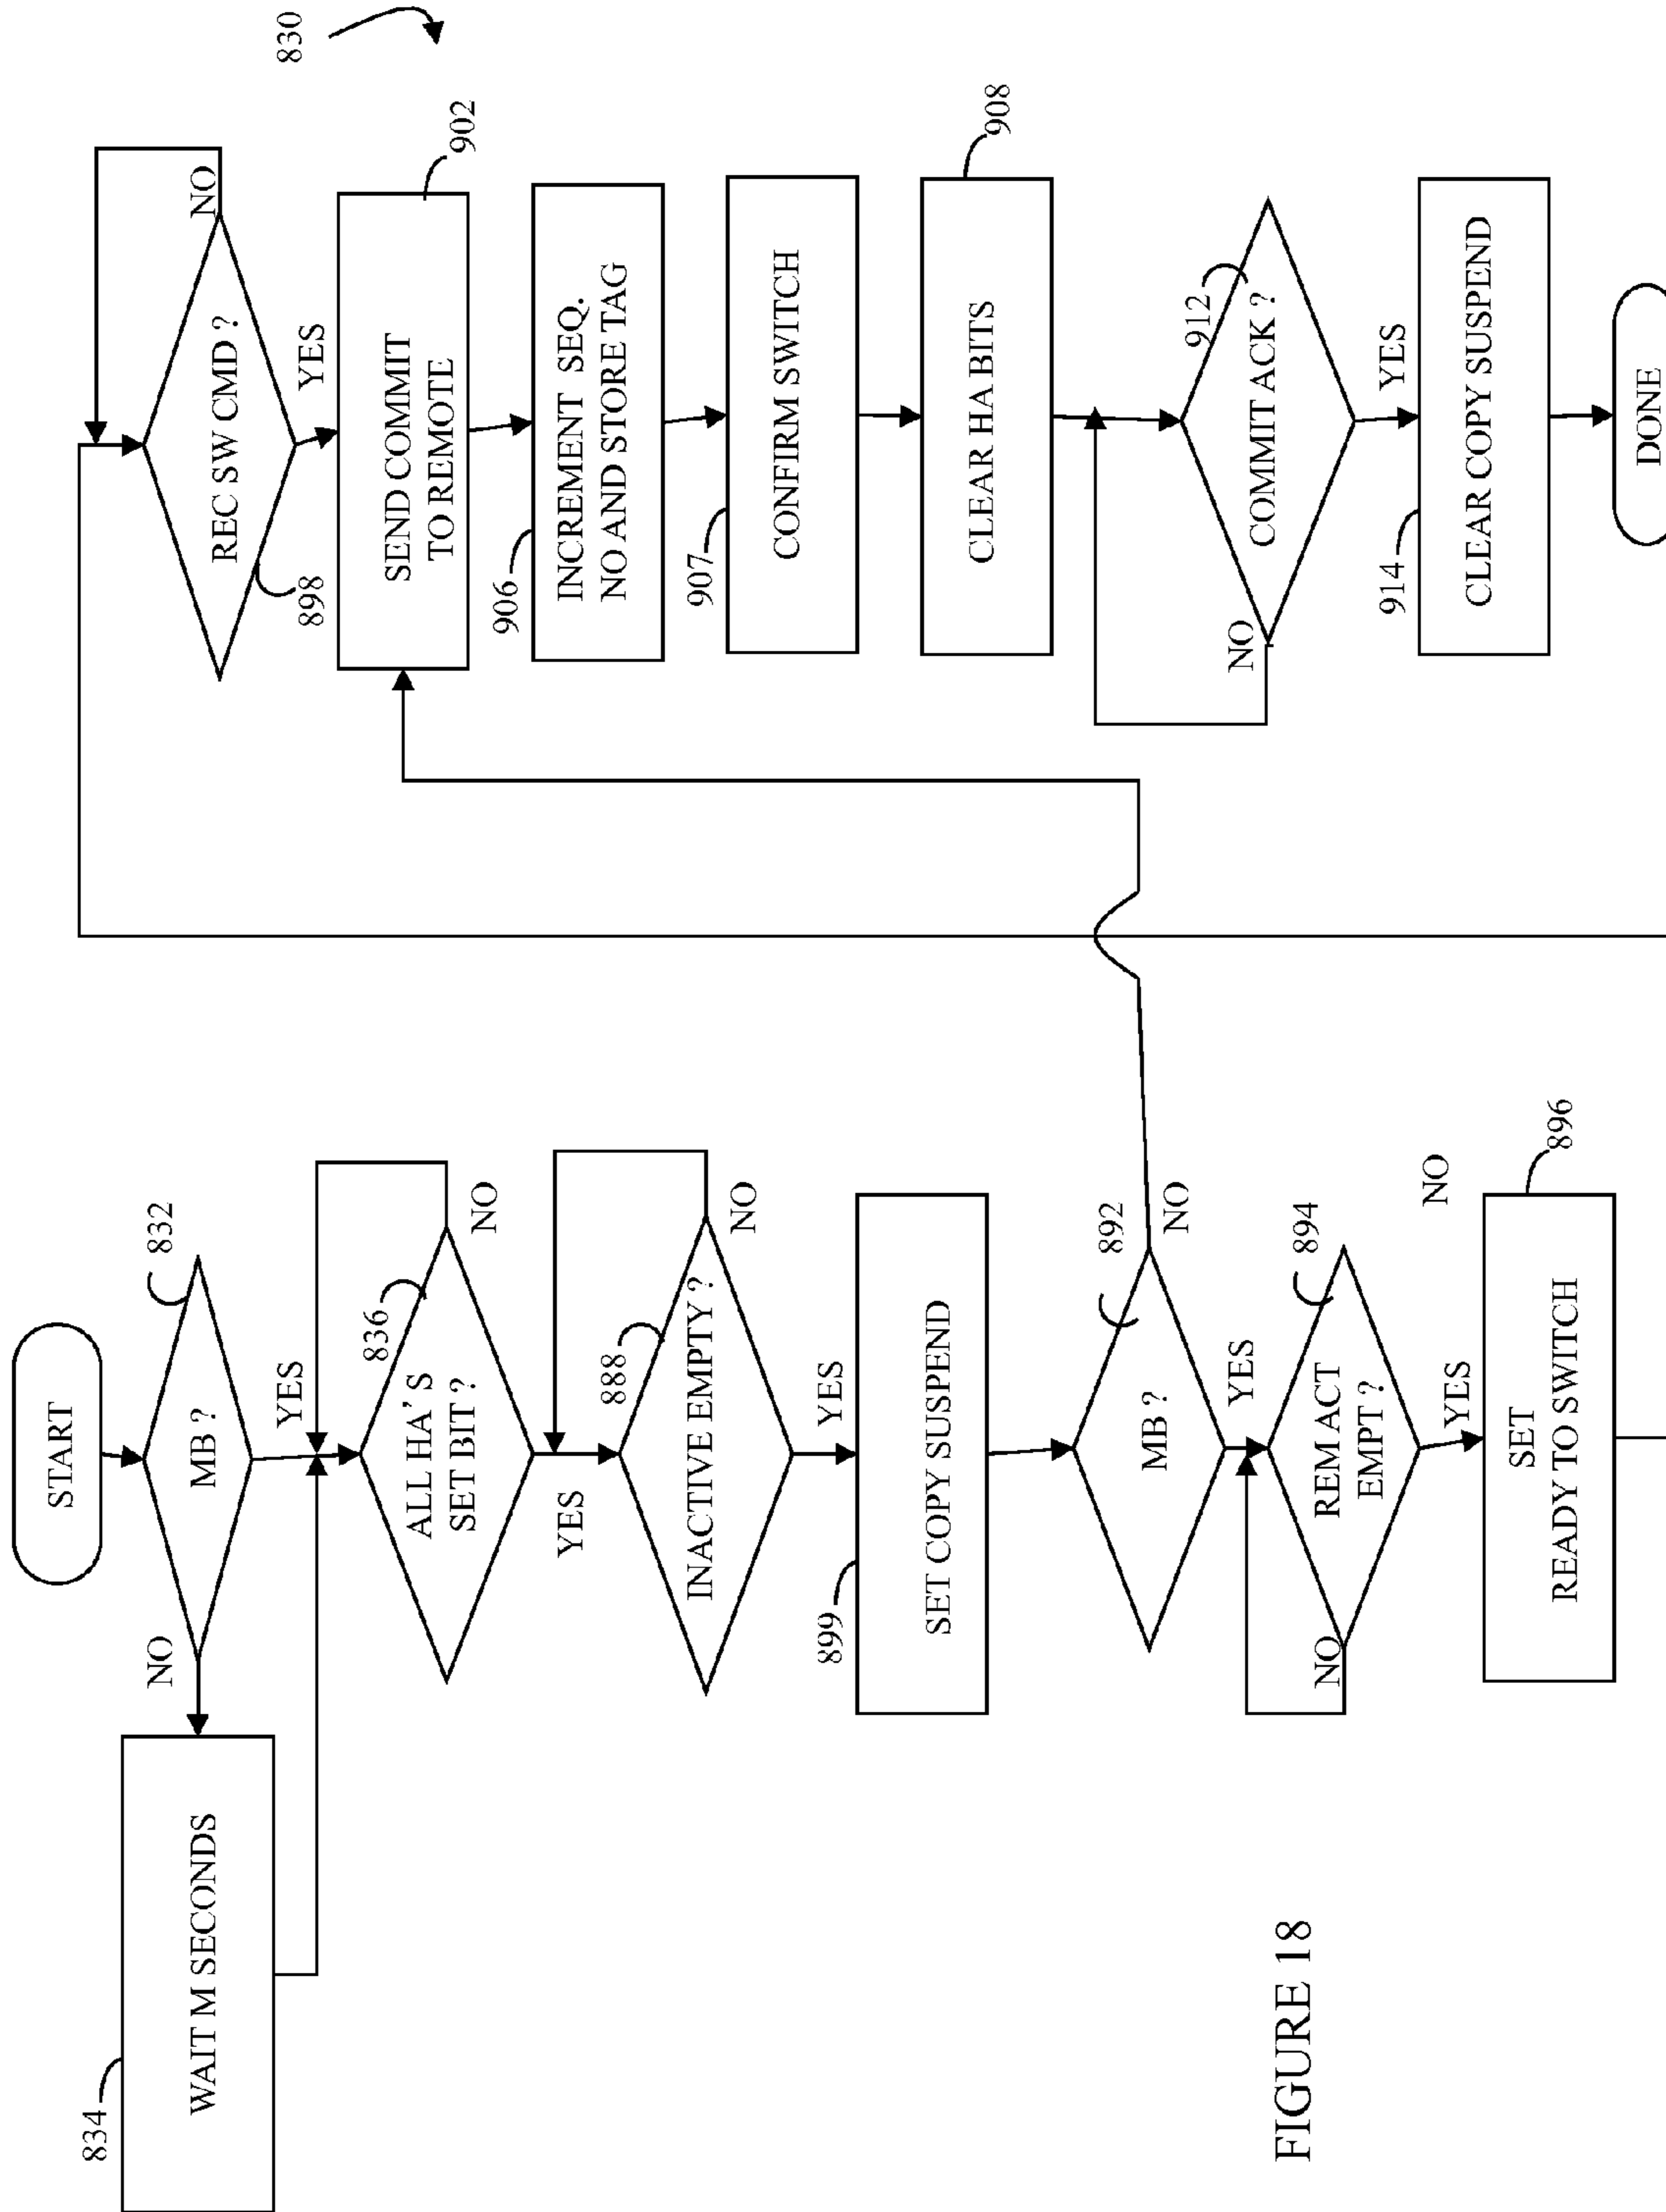 START
MB ?
832
NO
YES
834
WAIT M SECONDS
836
ALL HA'S
SET BIT ?
NO
YES
888
INACTIVE EMPTY ?
NO
YES
899
SET COPY SUSPEND
892
MB ?
NO
YES
894
REM ACT
EMPT ?
NO
NO
YES
896
SET
READY TO SWITCH
830
REC SW CMD ?
NO
898
YES
902
SEND COMMIT
TO REMOTE
906
INCREMENT SEQ.
NO AND STORE TAG
907
CONFIRM SWITCH
908
CLEAR HA BITS
912
COMMIT ACK ?
NO
YES
914
CLEAR COPY SUSPEND
DONE
FIGURE 18